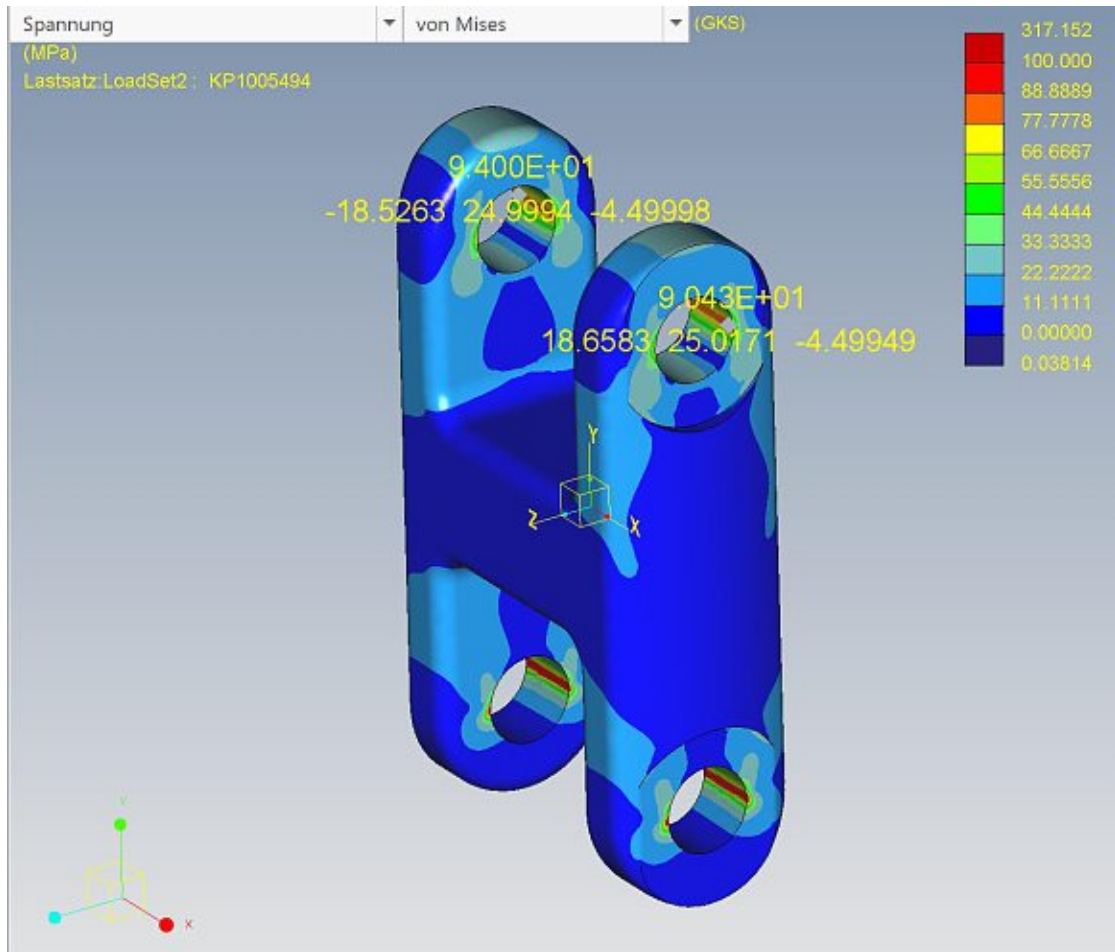 Spannung von Mises (GKS)
(MPa)
Lastsatz:LoadSet2 : KP1005494
317.152
100.000
88.8889
77.7778
66.6667
55.5556
44.4444
33.3333
22.2222
11.1111
0.00000
0.03814
9.400E+01
-18.5263 24.9994 -4.49998
9.043E+01
18.6583 25.0171 -4.49949
Y
Z X
Y
X